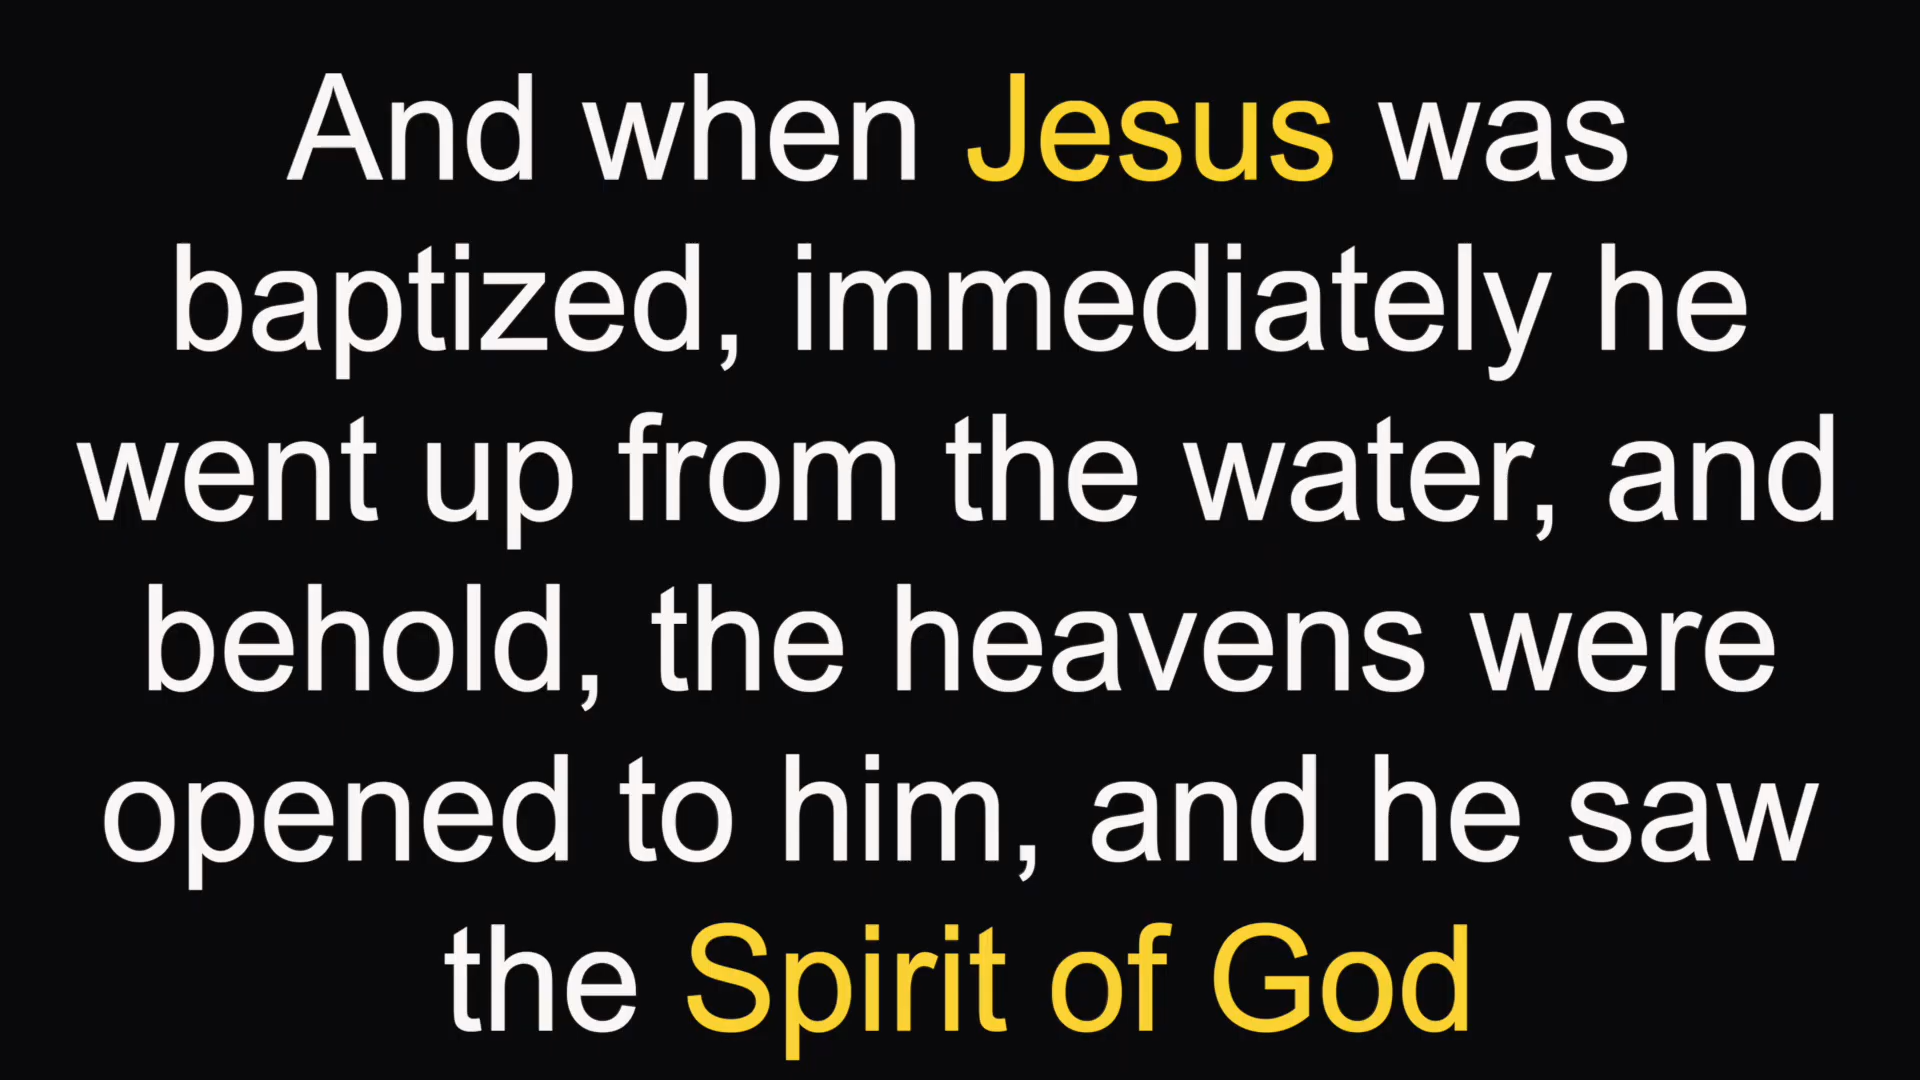 And when Jesus was
baptized, immediately he
went up from the water, and
behold, the heavens were
opened to him, and he saw
the Spirit of God